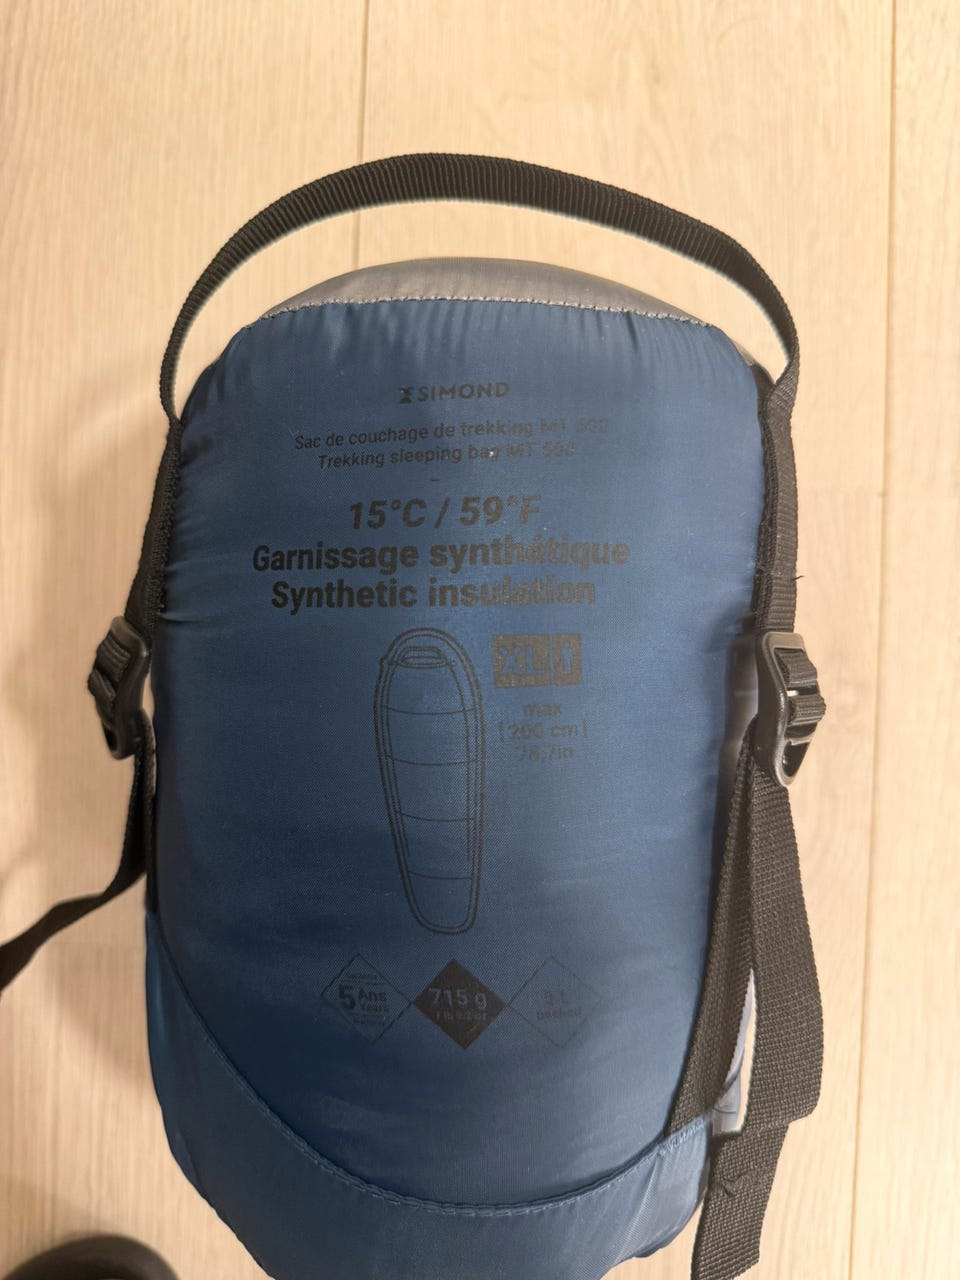 SIMOND
Sac de couchage de trekking MT 500
Trekking sleeping bag MT 500
15°C / 59°F
Garnissage synthétique
Synthetic insulation
XL
max
[200 cm]
78,7in
5 Ans
Years
715 g
5 L
packed